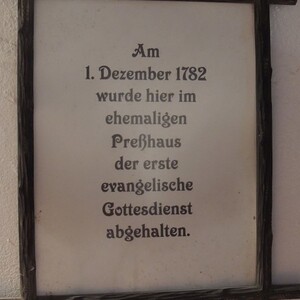 Am
1. Dezember 1782
wurde hier im
ehemaligen
Preßhaus
der erste
evangelische
Gottesdienst
abgehalten.